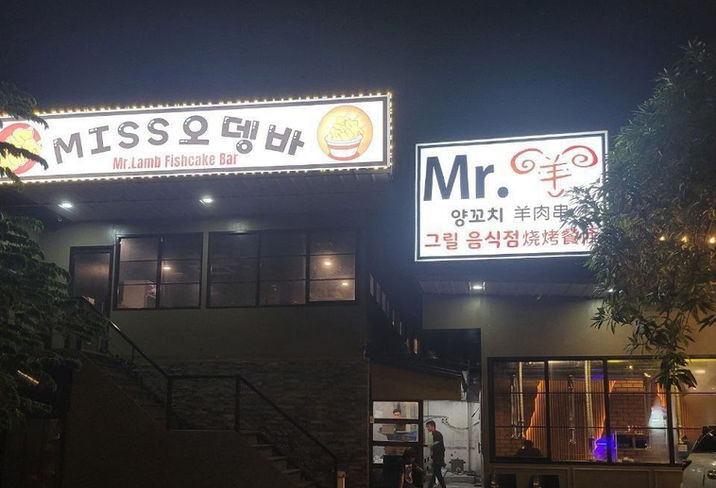 MISS오뎅바
Mr.Lamb Fishcake Bar
Mr.羊
양꼬치 羊肉串
그릴 음식점 烧烤餐